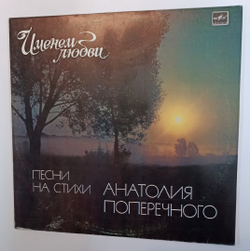 Именем
любви
ПЕСНИ
НА СТИХИ
АНАТОЛИЯ
ПОПЕРЕЧНОГО